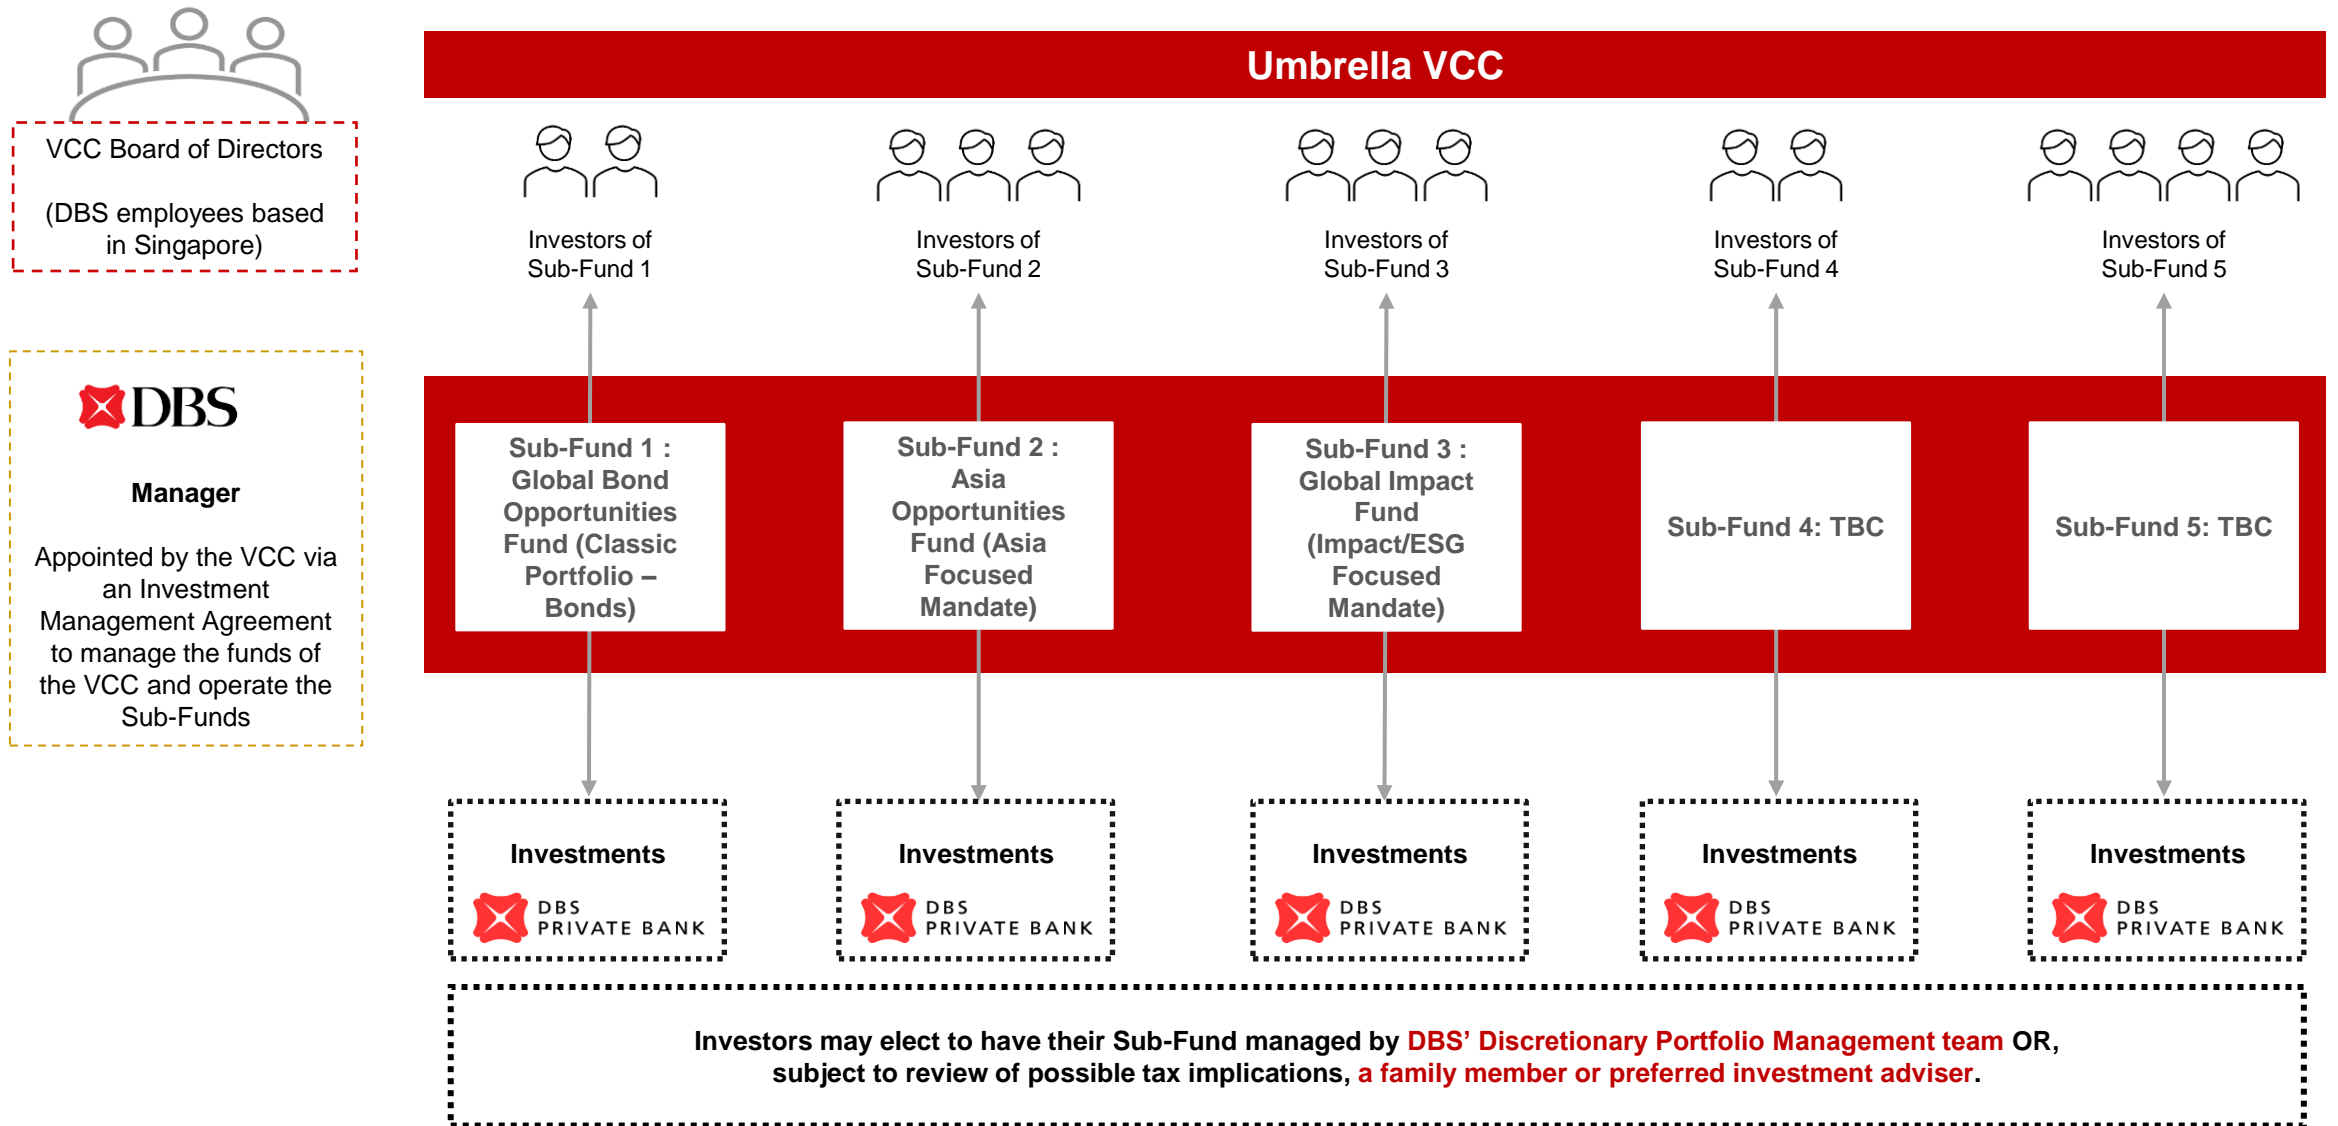 Umbrella VCC
VCC Board of Directors
(DBS employees based
in Singapore)
Investors of
Sub-Fund 1
Investors of
Sub-Fund 2
Investors of
Sub-Fund 3
Investors of
Sub-Fund 4
Investors of
Sub-Fund 5
DBS
Manager
Appointed by the VCC via
an Investment
Management Agreement
to manage the funds of
the VCC and operate the
Sub-Funds
Sub-Fund 1 :
Global Bond
Opportunities
Fund (Classic
Portfolio –
Bonds)
Sub-Fund 2 :
Asia
Opportunities
Fund (Asia
Focused
Mandate)
Sub-Fund 3 :
Global Impact
Fund
(Impact/ESG
Focused
Mandate)
Sub-Fund 4: TBC
Sub-Fund 5: TBC
Investments
DBS
PRIVATE BANK
Investments
DBS
PRIVATE BANK
Investments
DBS
PRIVATE BANK
Investments
DBS
PRIVATE BANK
Investments
DBS
PRIVATE BANK
Investors may elect to have their Sub-Fund managed by DBS’ Discretionary Portfolio Management team OR,
subject to review of possible tax implications, a family member or preferred investment adviser.